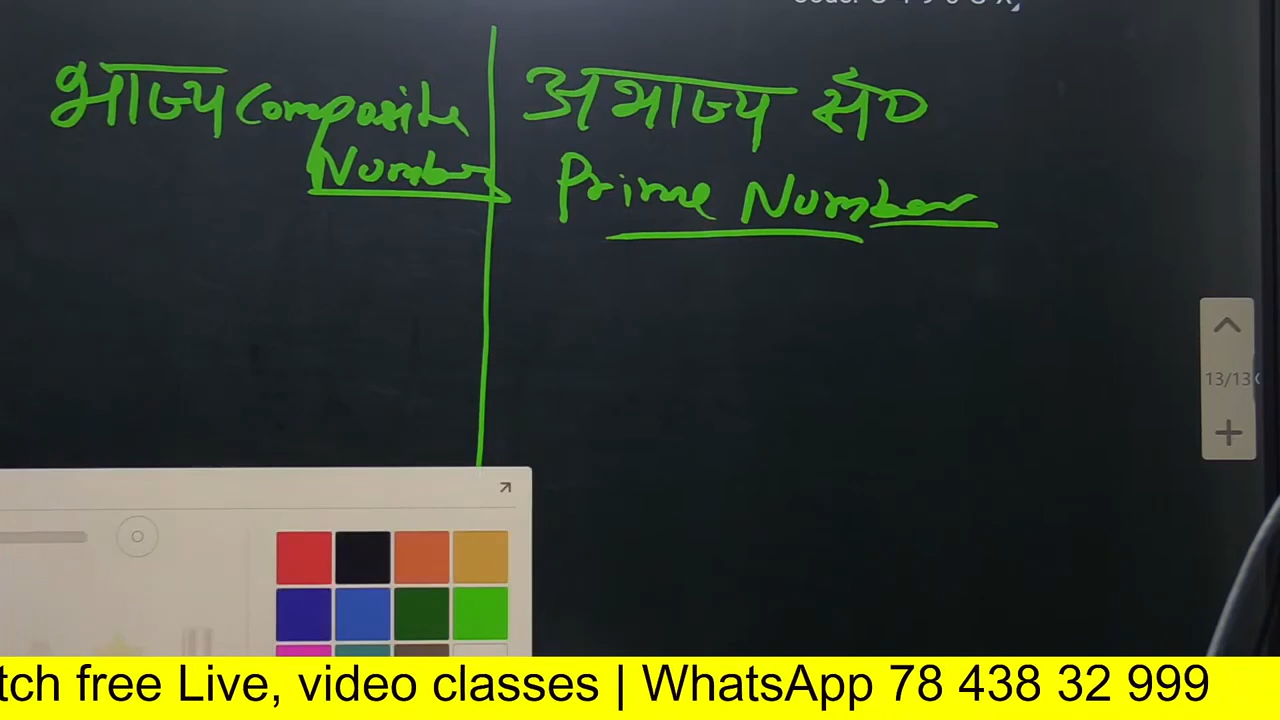 भाज्य Composite
Number
अभाज्य सं०
Prime Number
13/13
tch free Live, video classes | WhatsApp 78 438 32 999